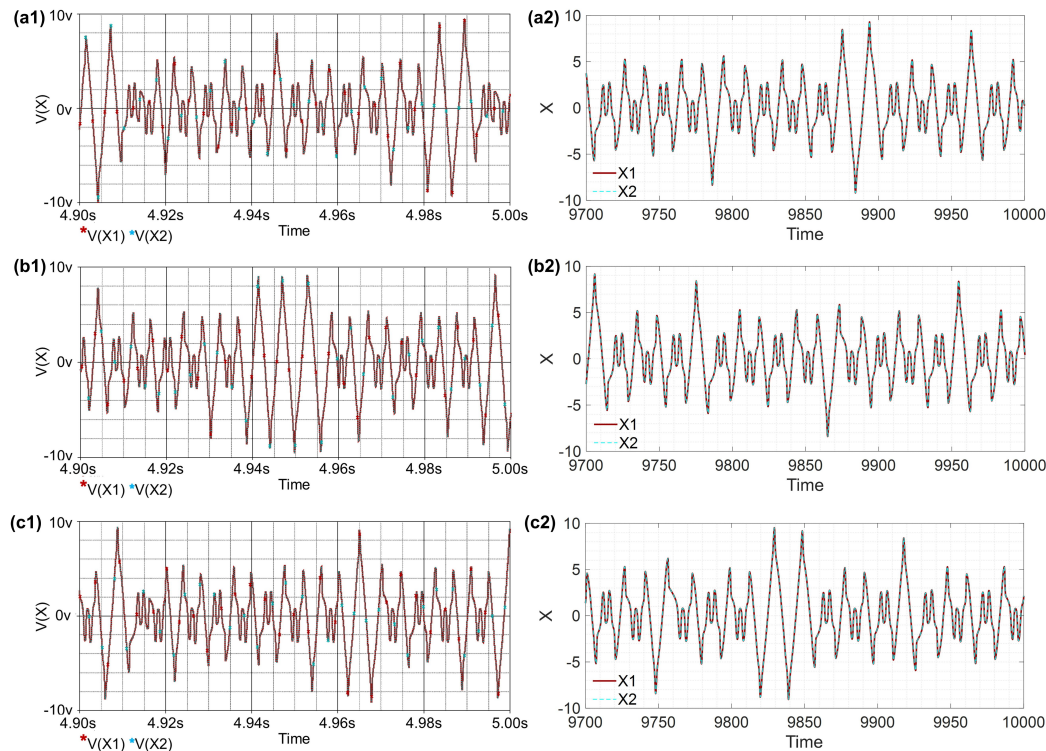 (a1)
10v
0v
-10v
V(X)
4.900s 4.92s 4.94s 4.96s 4.98s 5.00s
Time
*V(X1) *V(X2)
(a2)
10
5
0
-5
-10
X
X1
X2
9700 9750 9800 9850 9900 9950 10000
Time
(b1)
10v
0v
-10v
V(X)
4.900s 4.92s 4.94s 4.96s 4.98s 5.00s
Time
*V(X1) *V(X2)
(b2)
10
5
0
-5
-10
X
X1
X2
9700 9750 9800 9850 9900 9950 10000
Time
(c1)
10v
0v
-10v
V(X)
4.900s 4.92s 4.94s 4.96s 4.98s 5.00s
Time
*V(X1) *V(X2)
(c2)
10
5
0
-5
-10
X
X1
X2
9700 9750 9800 9850 9900 9950 10000
Time